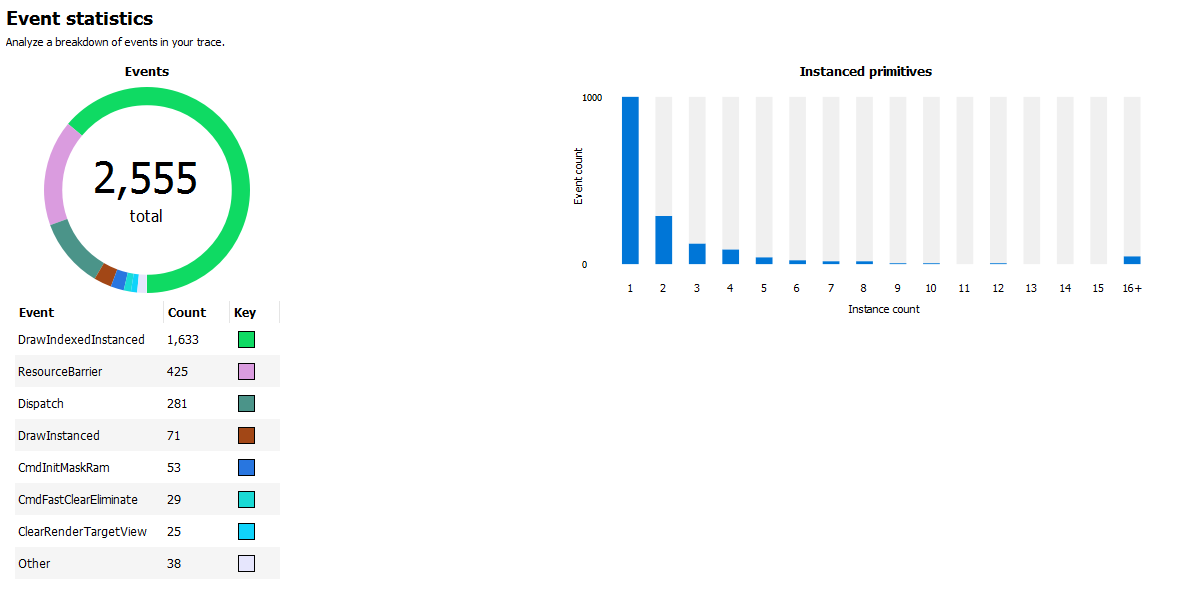 Event statistics
Analyze a breakdown of events in your trace.
Events
2,555
total
Event Count Key
DrawIndexedInstanced 1,633
ResourceBarrier 425
Dispatch 281
DrawInstanced 71
CmdInitMaskRam 53
CmdFastClearEliminate 29
ClearRenderTargetView 25
Other 38
Instanced primitives
1000
Event count
0
1 2 3 4 5 6 7 8 9 10 11 12 13 14 15 16+
Instance count